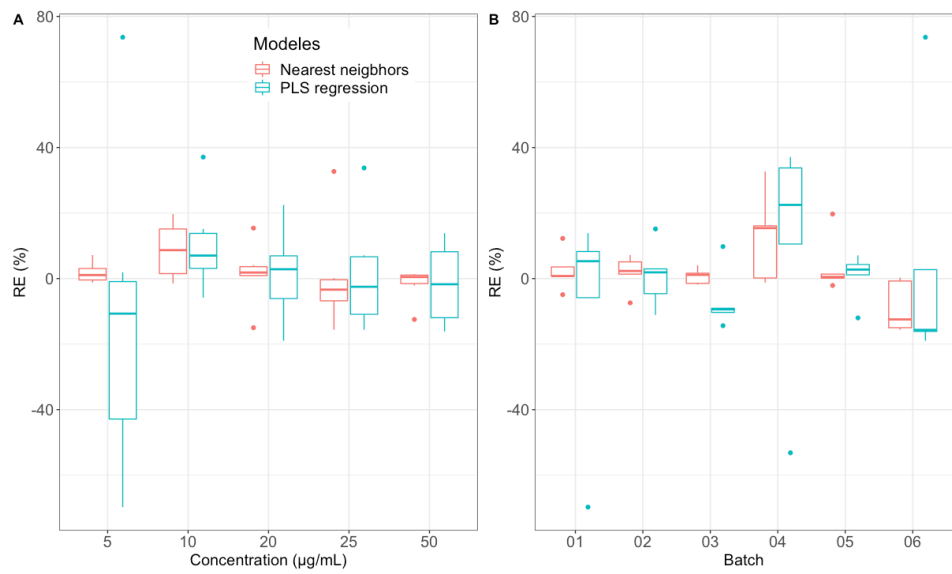 A
80
40
0
-40
RE (%)
Modeles
Nearest neigbhors
PLS regression
5 10 20 25 50
Concentration (µg/mL)
B
80
40
0
-40
RE (%)
01 02 03 04 05 06
Batch